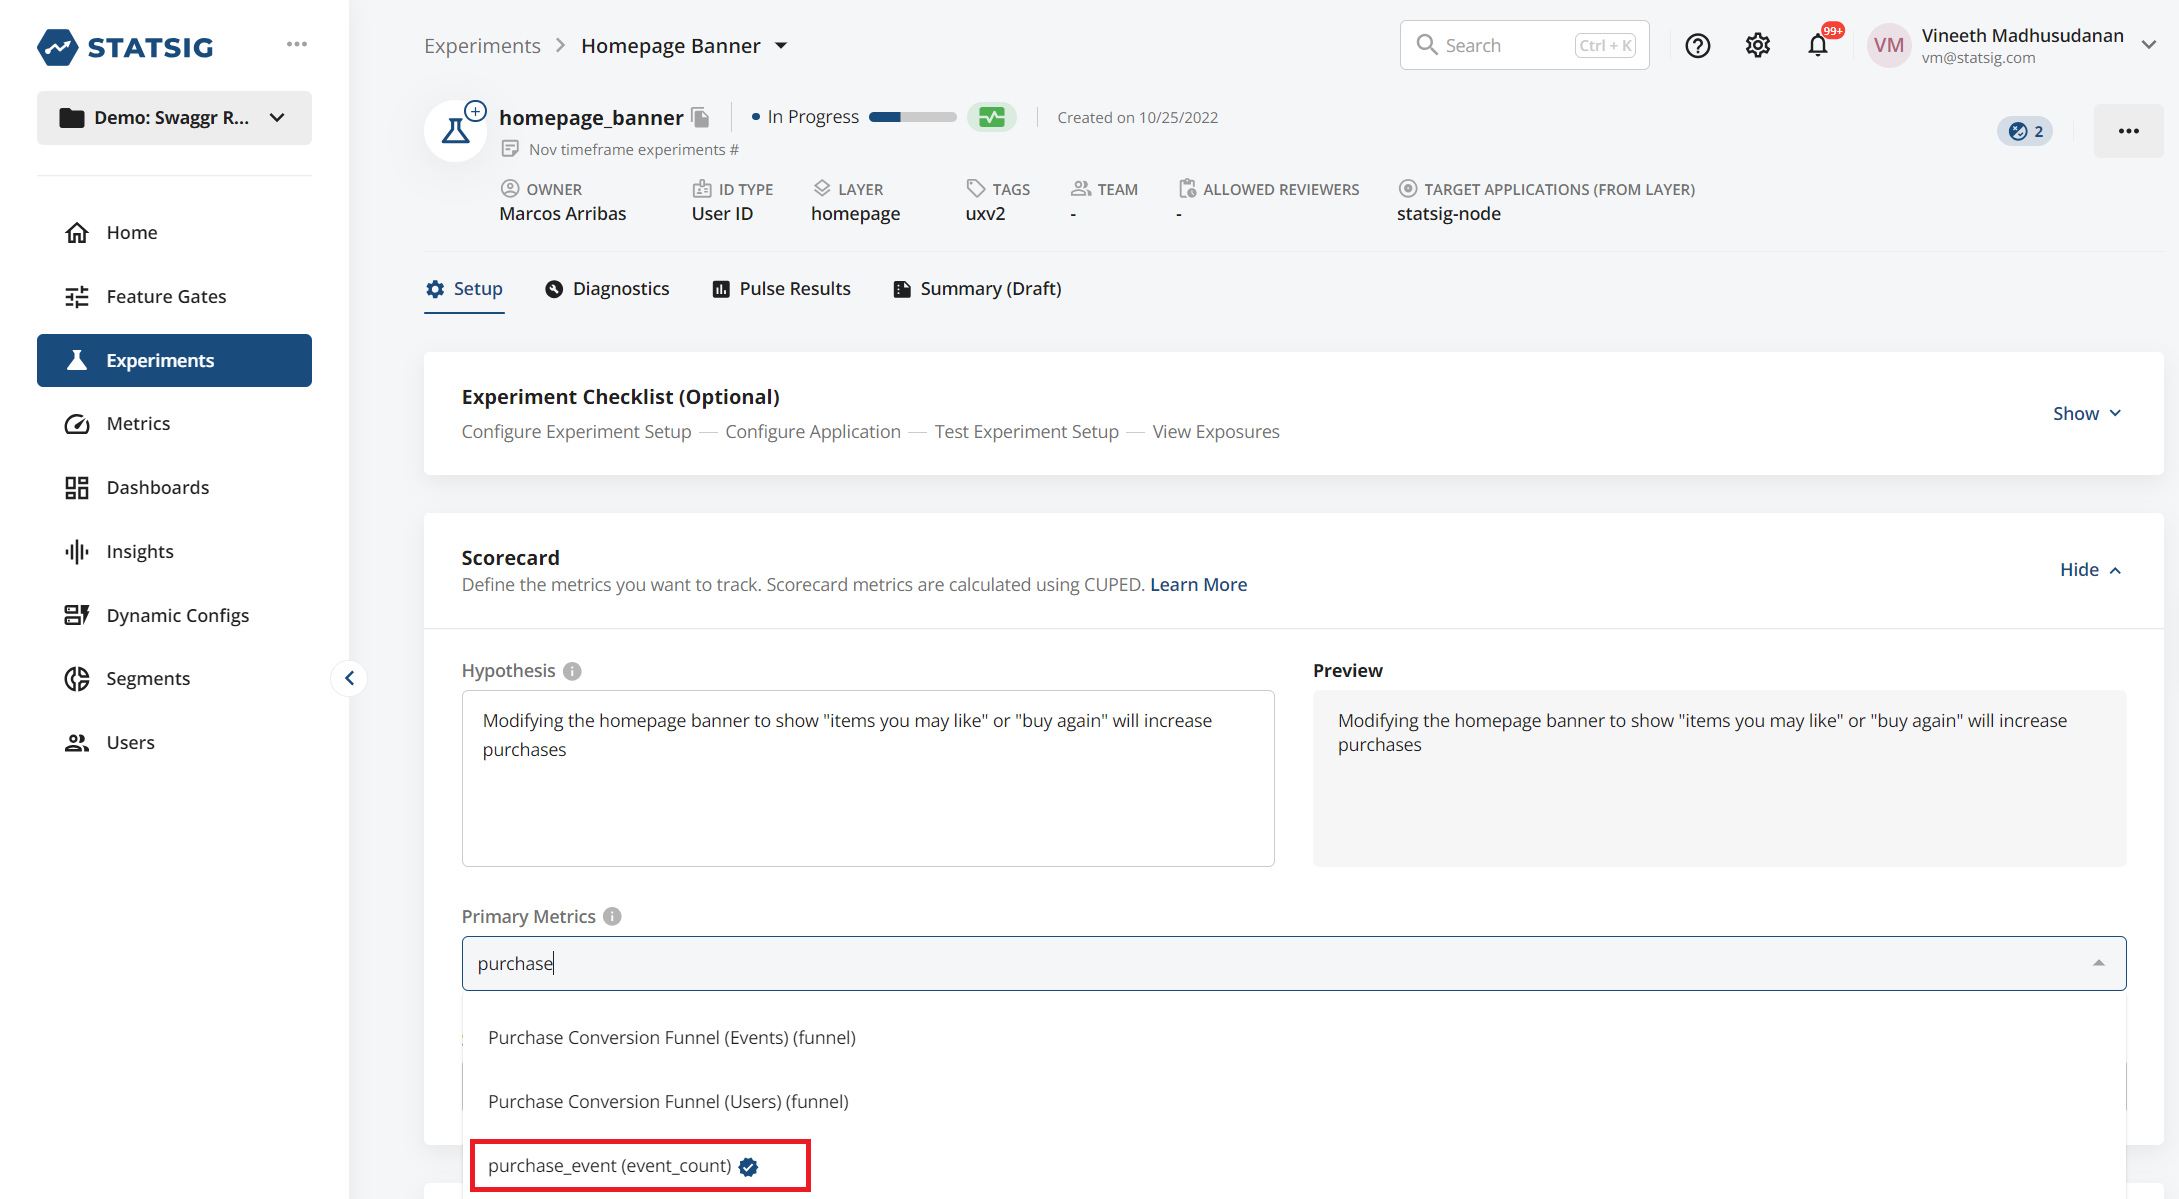 STATSIG
Demo: Swaggr R...
Home
Feature Gates
Experiments
Metrics
Dashboards
Insights
Dynamic Configs
Segments
Users
Experiments > Homepage Banner
Search Ctrl + K
99+
VM
Vineeth Madhusudanan
vm@statsig.com
homepage_banner
In Progress
Created on 10/25/2022
2
Nov timeframe experiments #
OWNER
Marcos Arribas
ID TYPE
User ID
LAYER
homepage
TAGS
uxv2
TEAM
-
ALLOWED REVIEWERS
-
TARGET APPLICATIONS (FROM LAYER)
statsig-node
Setup
Diagnostics
Pulse Results
Summary (Draft)
Experiment Checklist (Optional)
Configure Experiment Setup — Configure Application — Test Experiment Setup — View Exposures
Show
Scorecard
Define the metrics you want to track. Scorecard metrics are calculated using CUPED. Learn More
Hide
Hypothesis
Modifying the homepage banner to show "items you may like" or "buy again" will increase
purchases
Preview
Modifying the homepage banner to show "items you may like" or "buy again" will increase
purchases
Primary Metrics
purchase
Purchase Conversion Funnel (Events) (funnel)
Purchase Conversion Funnel (Users) (funnel)
purchase_event (event_count)